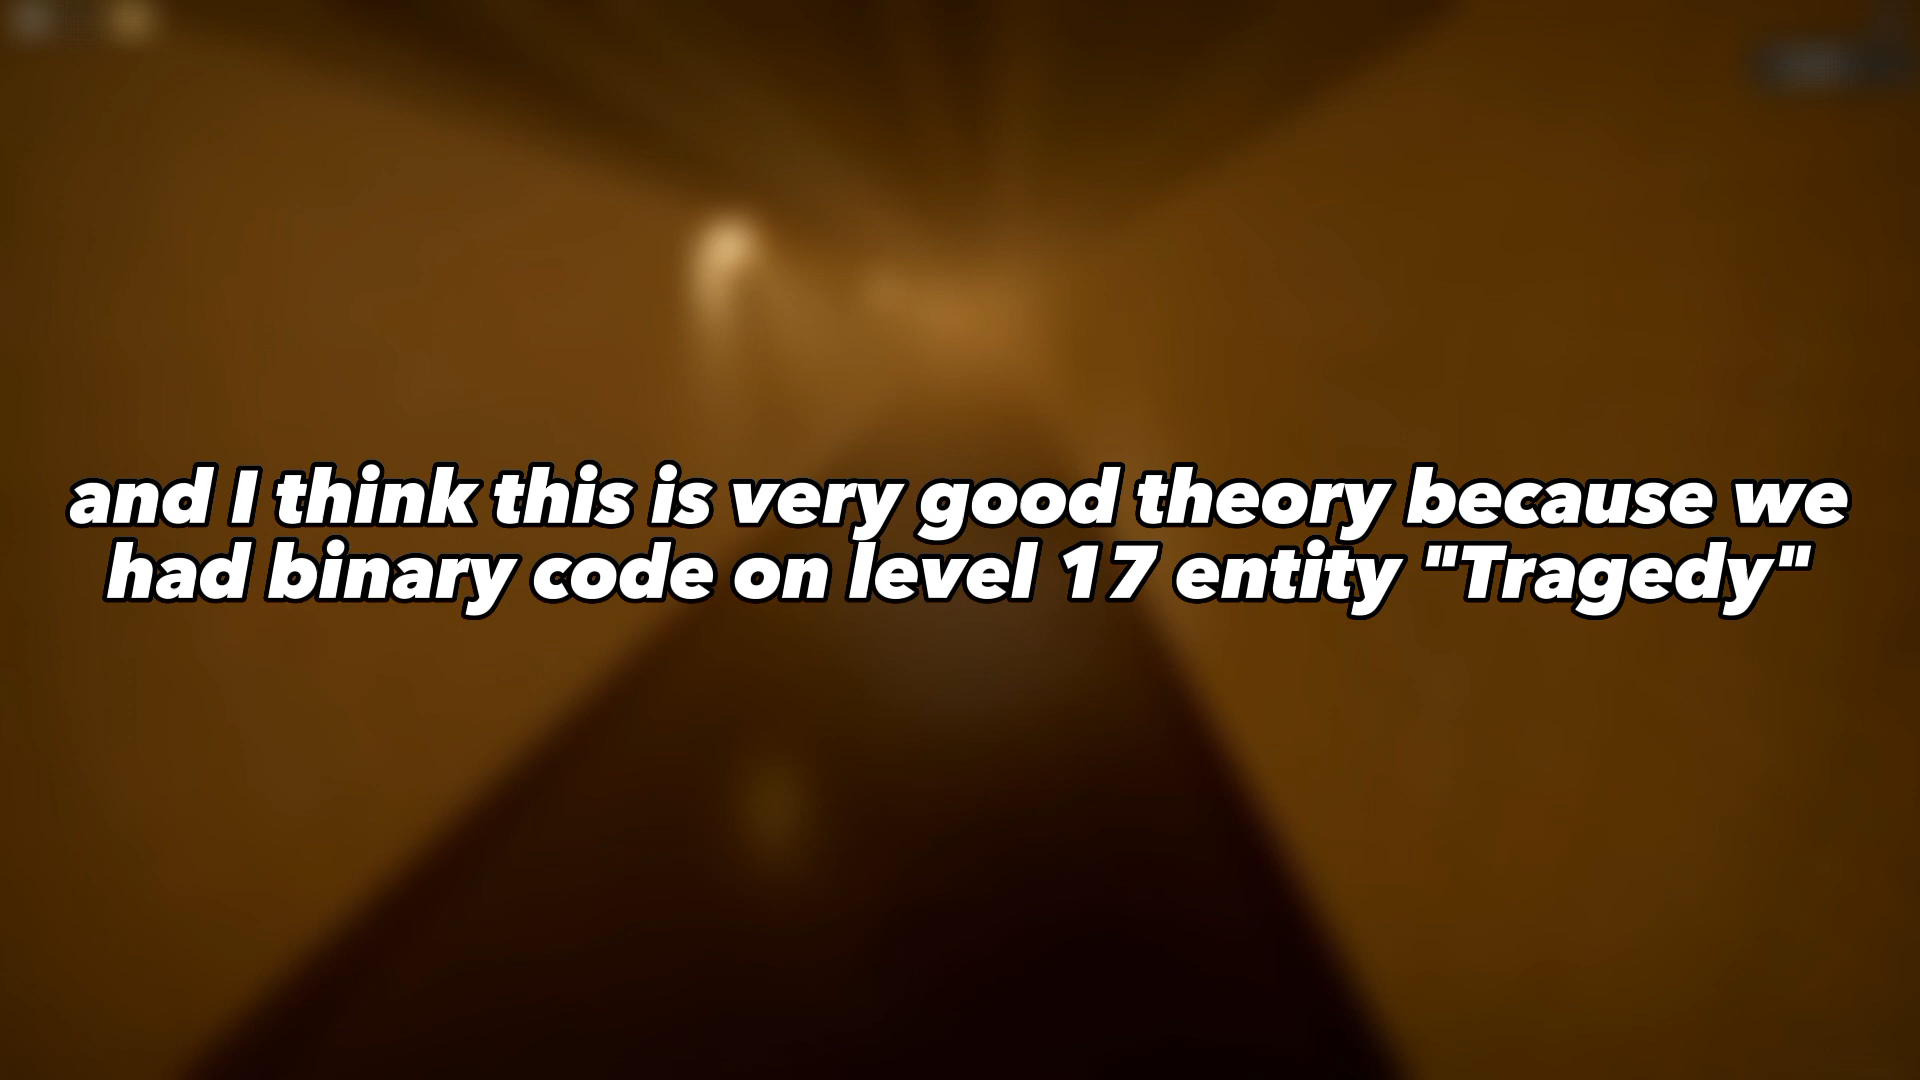 and I think this is very good theory because we
had binary code on level 17 entity "Tragedy"